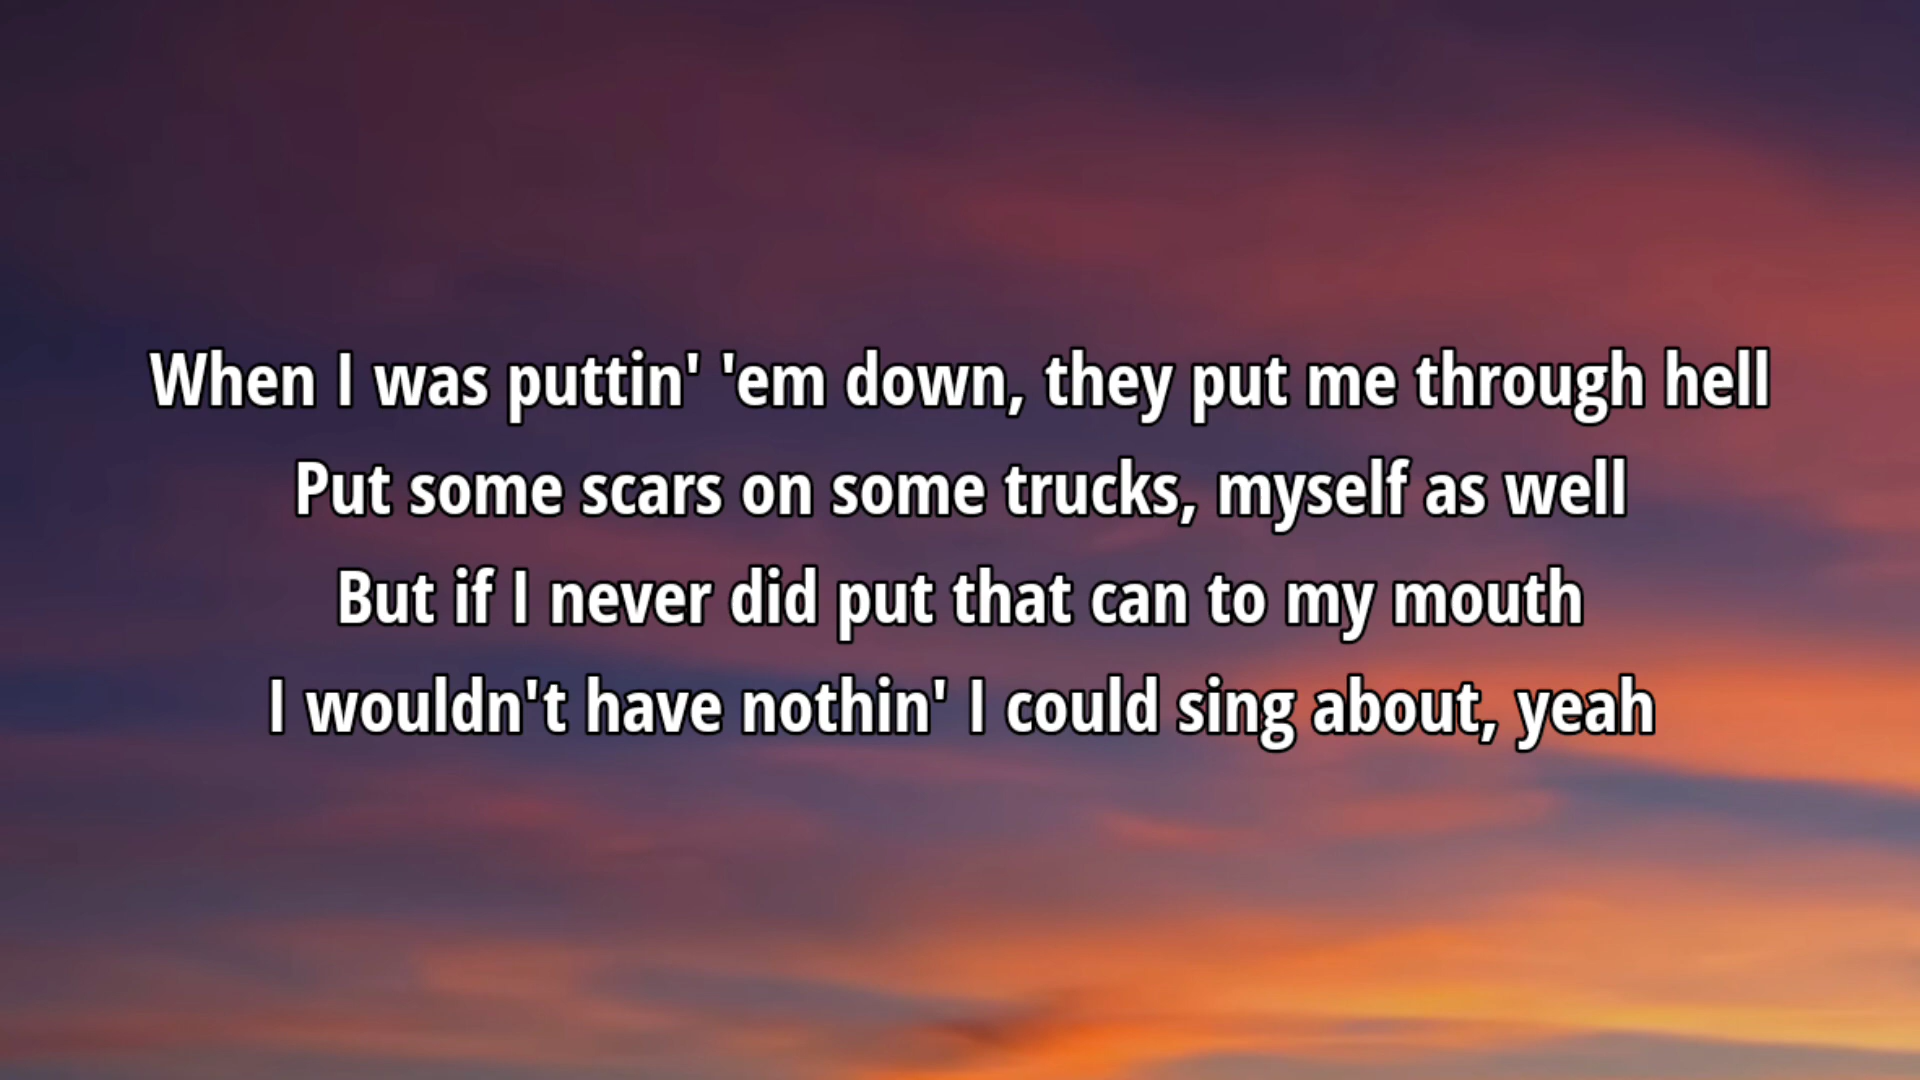 When I was puttin' 'em down, they put me through hell
Put some scars on some trucks, myself as well
But if I never did put that can to my mouth
I wouldn't have nothin' I could sing about, yeah